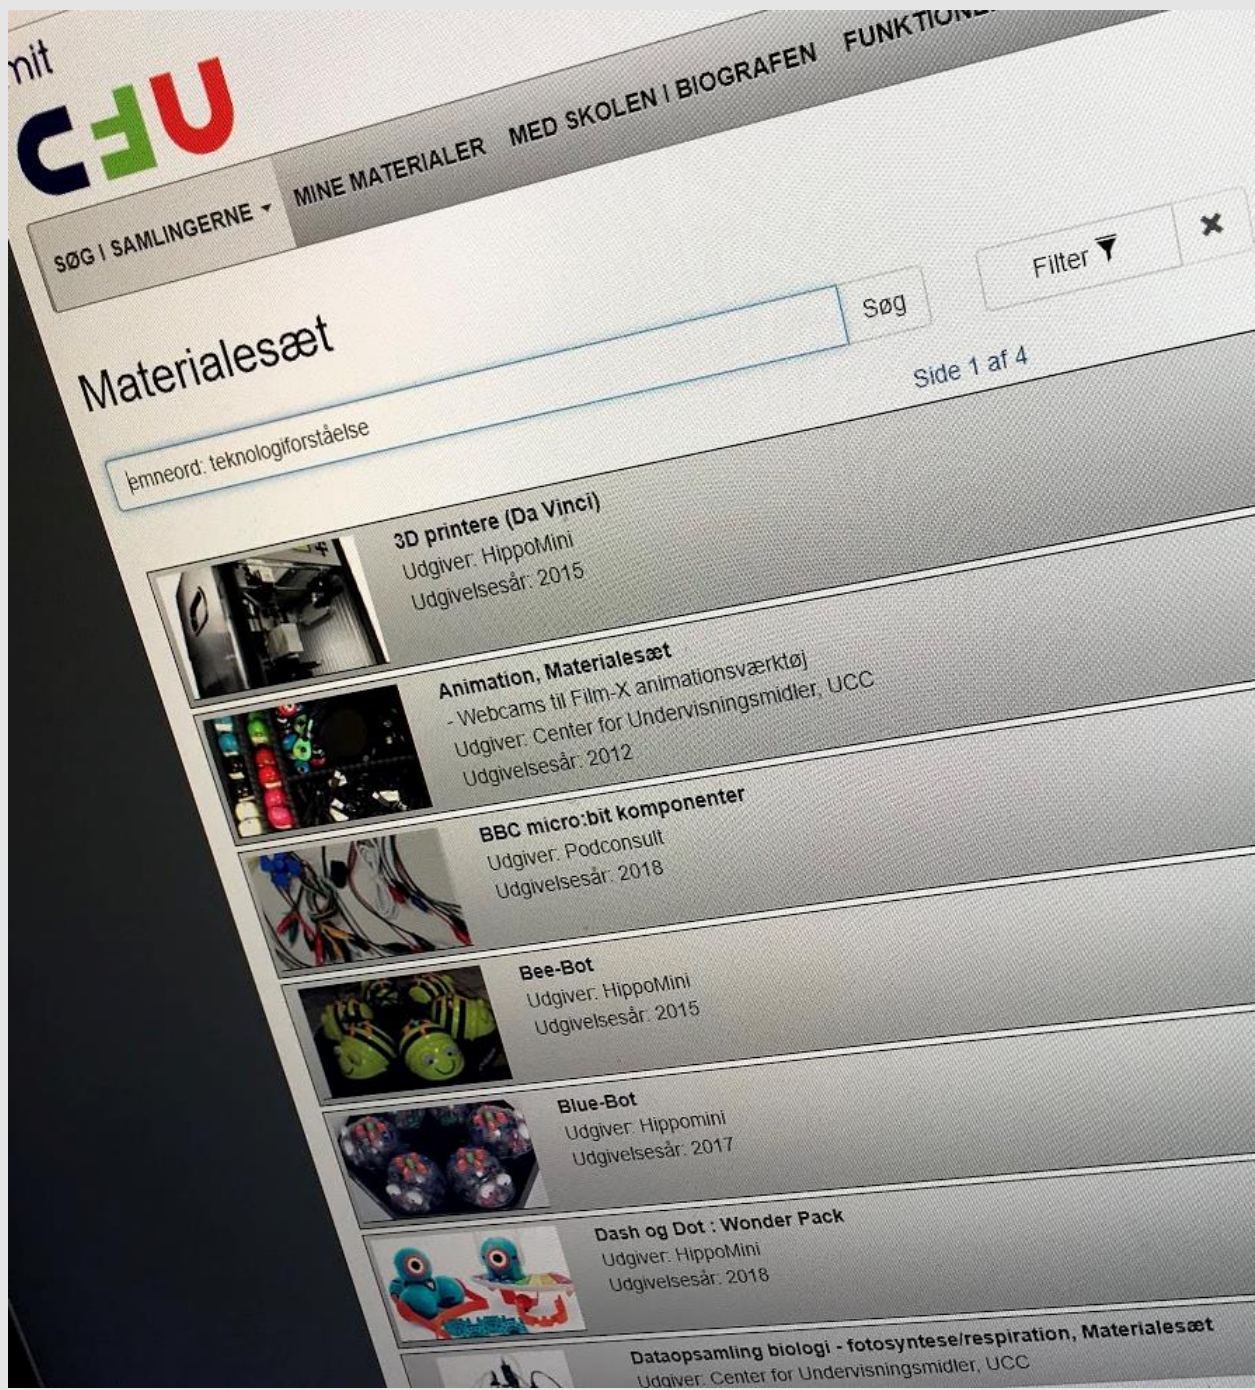 mit
CFU
SØG I SAMLINGERNE
MINE MATERIALER
MED SKOLEN I BIOGRAFEN
Materialesæt
emneord: teknologiforståelse
Søg
Filter
Side 1 af 4
3D printere (Da Vinci)
Udgiver: HippoMini
Udgivelsesår: 2015
Animation, Materialesæt
- Webcams til Film-X animationsværktøj
Udgiver: Center for Undervisningsmidler, UCC
Udgivelsesår: 2012
BBC micro:bit komponenter
Udgiver: Podconsult
Udgivelsesår: 2018
Bee-Bot
Udgiver: HippoMini
Udgivelsesår: 2015
Blue-Bot
Udgiver: Hippomini
Udgivelsesår: 2017
Dash og Dot : Wonder Pack
Udgiver: HippoMini
Udgivelsesår: 2018
Dataopsamling biologi - fotosyntese/respiration, Materialesæt
Udgiver: Center for Undervisningsmidler, UCC